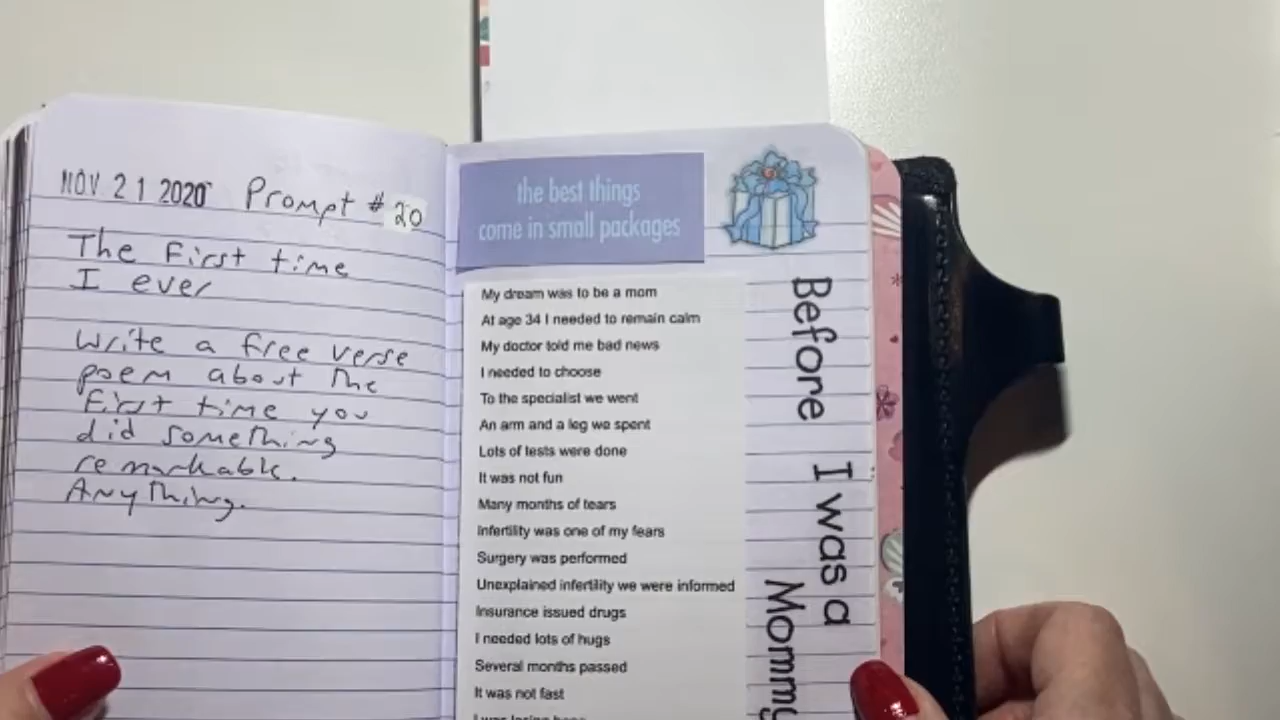 NOV 21 2020 Prompt #20
The First time
I ever
Write a free verse
poem about the
first time you
did something
remarkable.
Anything.
the best things
come in small packages
My dream was to be a mom
At age 34 I needed to remain calm
My doctor told me bad news
I needed to choose
To the specialist we went
An arm and a leg we spent
Lots of tests were done
It was not fun
Many months of tears
Infertility was one of my fears
Surgery was performed
Unexplained infertility we were informed
Insurance issued drugs
I needed lots of hugs
Several months passed
It was not fast
I was losing hope
Before I was a
Mommy